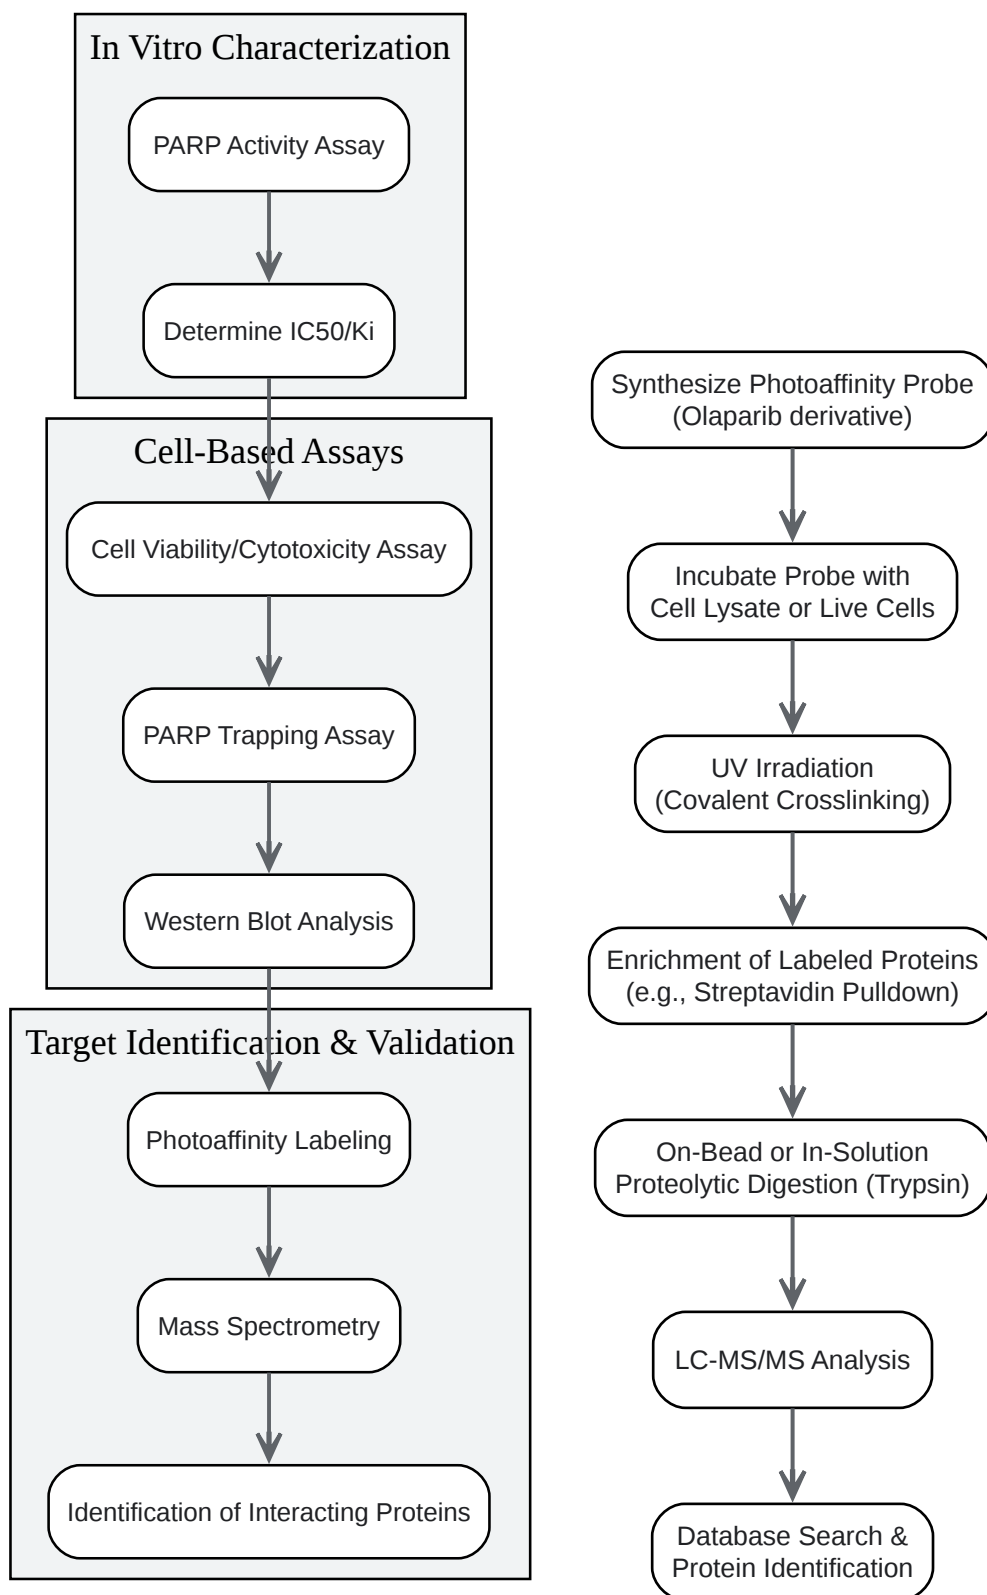 In Vitro Characterization
PARP Activity Assay
Determine IC50/Ki
Cell-Based Assays
Cell Viability/Cytotoxicity Assay
PARP Trapping Assay
Western Blot Analysis
Target Identification & Validation
Photoaffinity Labeling
Mass Spectrometry
Identification of Interacting Proteins
Synthesize Photoaffinity Probe
(Olaparib derivative)
Incubate Probe with
Cell Lysate or Live Cells
UV Irradiation
(Covalent Crosslinking)
Enrichment of Labeled Proteins
(e.g., Streptavidin Pulldown)
On-Bead or In-Solution
Proteolytic Digestion (Trypsin)
LC-MS/MS Analysis
Database Search &
Protein Identification